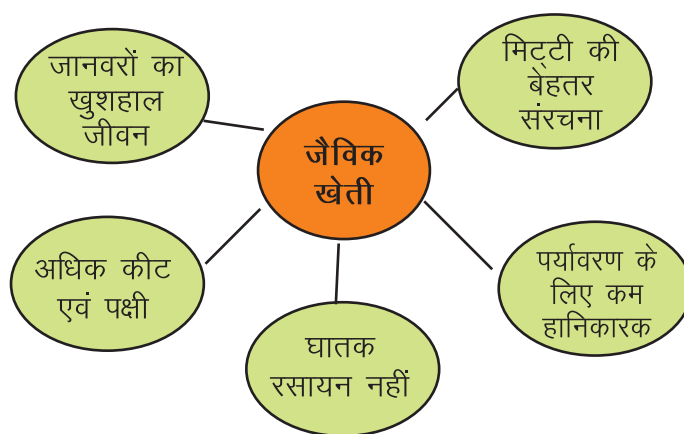 जानवरों का
खुशहाल
जीवन
मिट्टी की
बेहतर
संरचना
जैविक
खेती
अधिक कीट
एवं पक्षी
पर्यावरण के
लिए कम
हानिकारक
घातक
रसायन नहीं